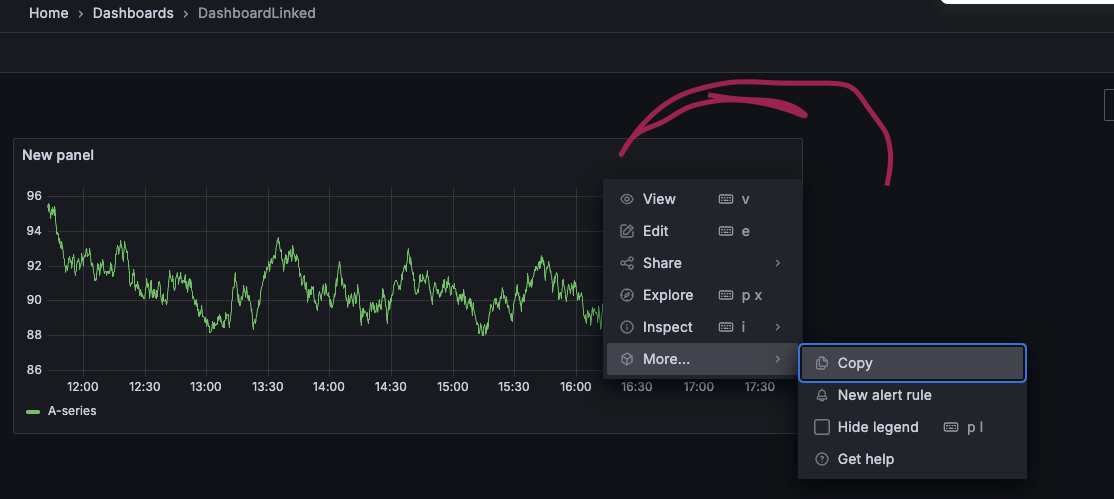 Home › Dashboards › DashboardLinked
New panel
96
94
92
90
88
86
12:00 12:30 13:00 13:30 14:00 14:30 15:00 15:30 16:00 16:30 17:00 17:30
A-series
View v
Edit e
Share ›
Explore p x
Inspect i ›
More... ›
Copy
New alert rule
Hide legend p l
Get help